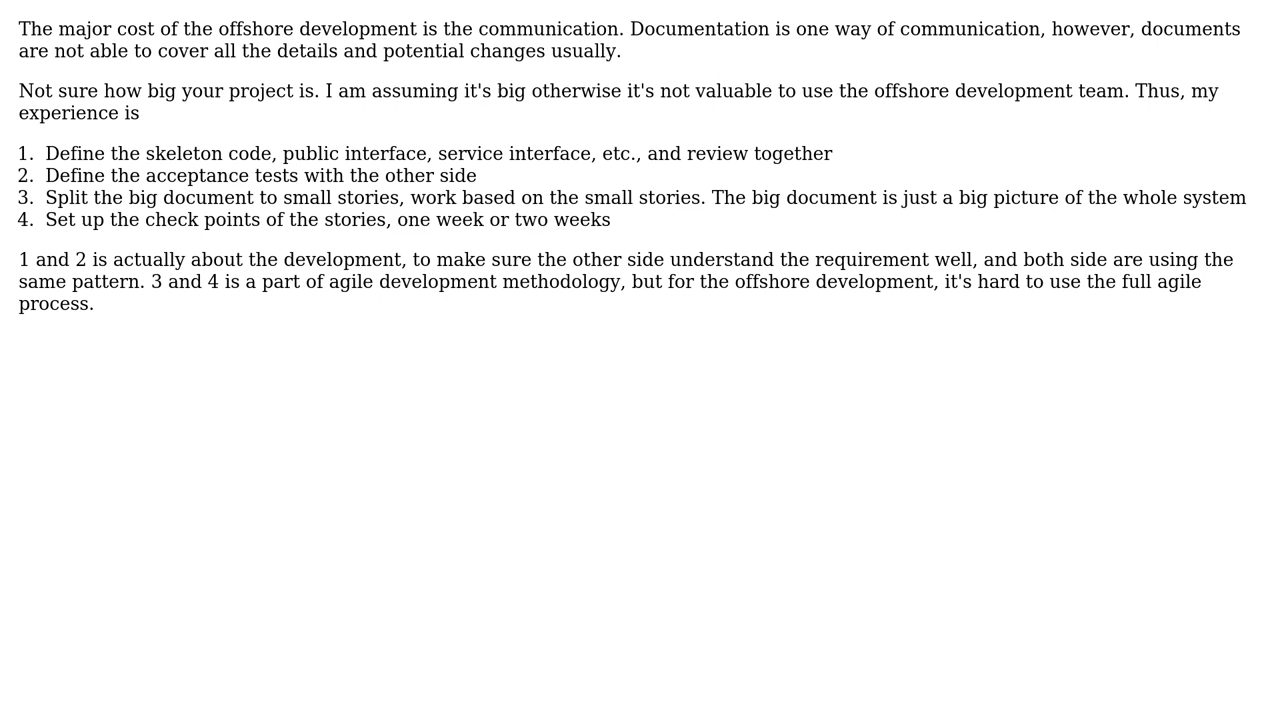 The major cost of the offshore development is the communication. Documentation is one way of communication, however, documents
are not able to cover all the details and potential changes usually.
Not sure how big your project is. I am assuming it's big otherwise it's not valuable to use the offshore development team. Thus, my
experience is
1. Define the skeleton code, public interface, service interface, etc., and review together
2. Define the acceptance tests with the other side
3. Split the big document to small stories, work based on the small stories. The big document is just a big picture of the whole system
4. Set up the check points of the stories, one week or two weeks
1 and 2 is actually about the development, to make sure the other side understand the requirement well, and both side are using the
same pattern. 3 and 4 is a part of agile development methodology, but for the offshore development, it's hard to use the full agile
process.